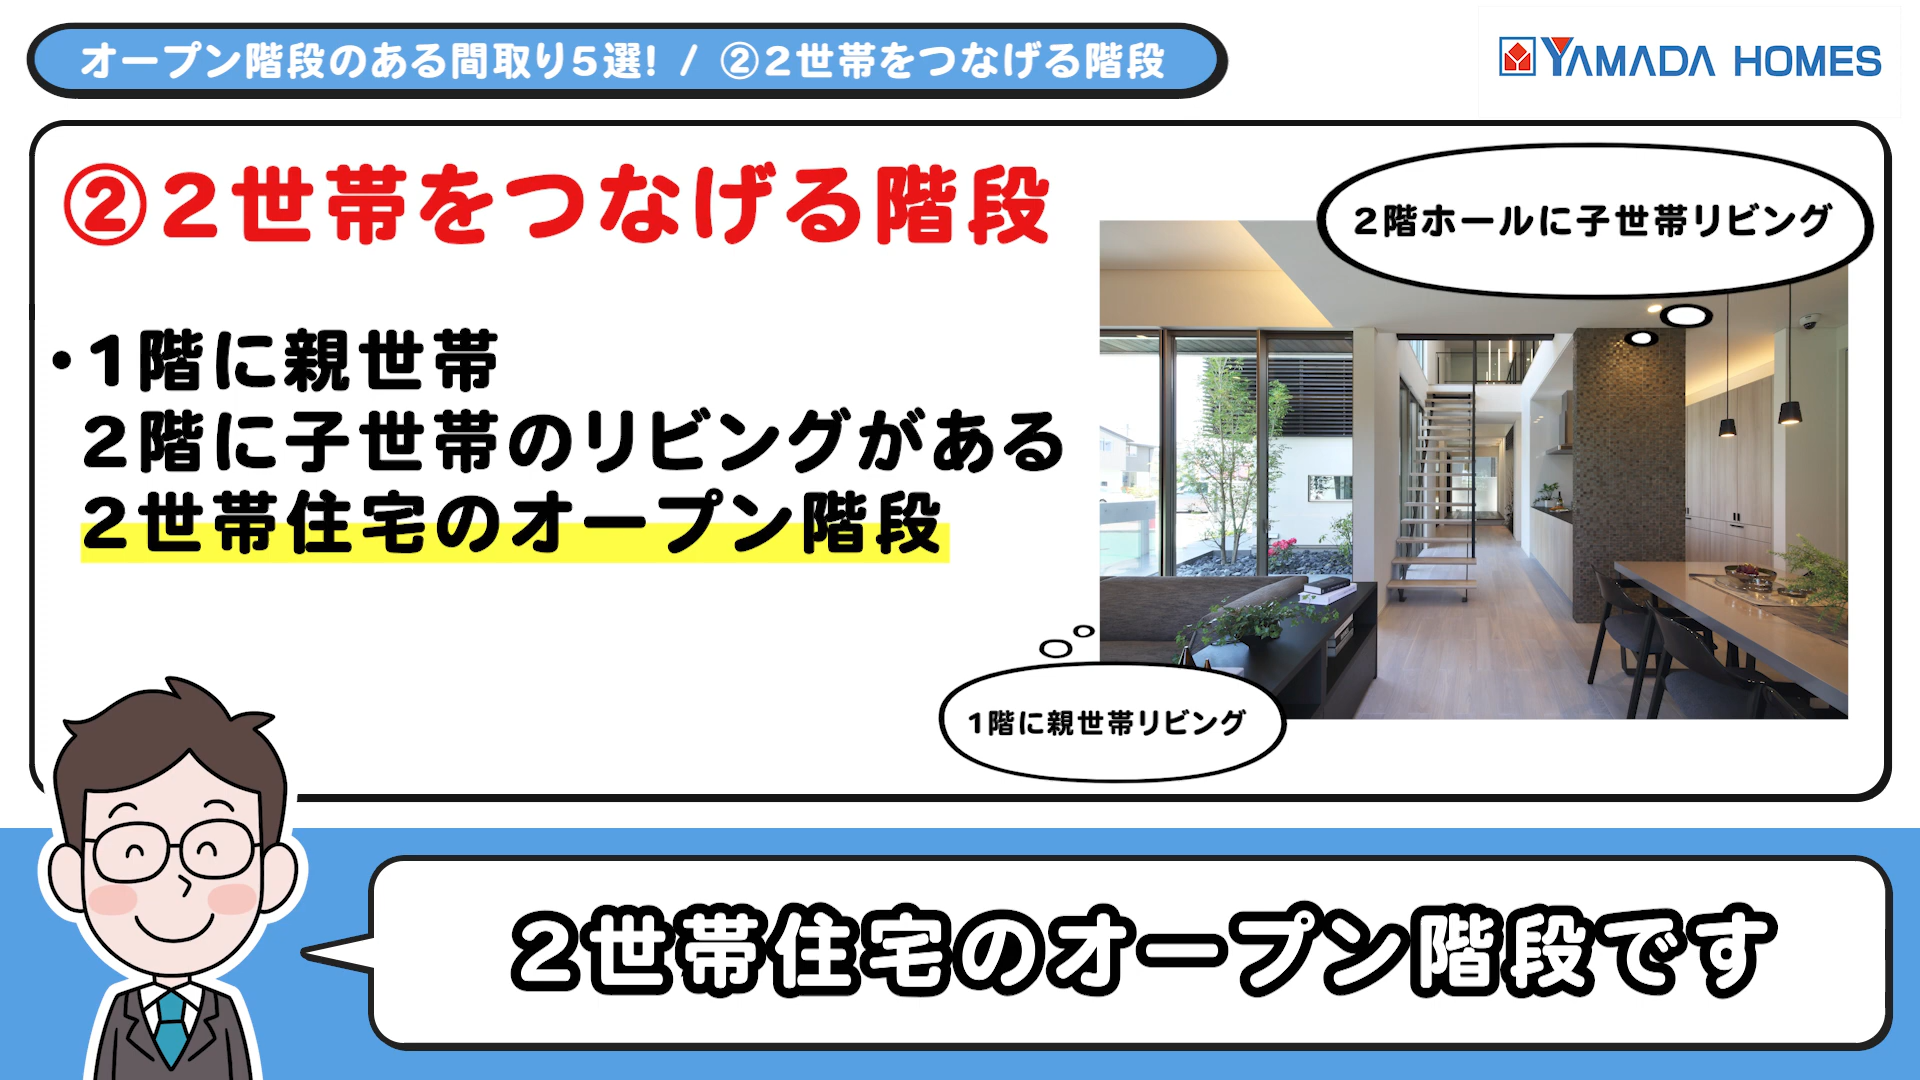 オープン階段のある間取り5選! / ②2世帯をつなげる階段
YAMADA HOMES
②2世帯をつなげる階段
2階ホールに子世帯リビング
・1階に親世帯
2階に子世帯のリビングがある
2世帯住宅のオープン階段
1階に親世帯リビング
2世帯住宅のオープン階段です